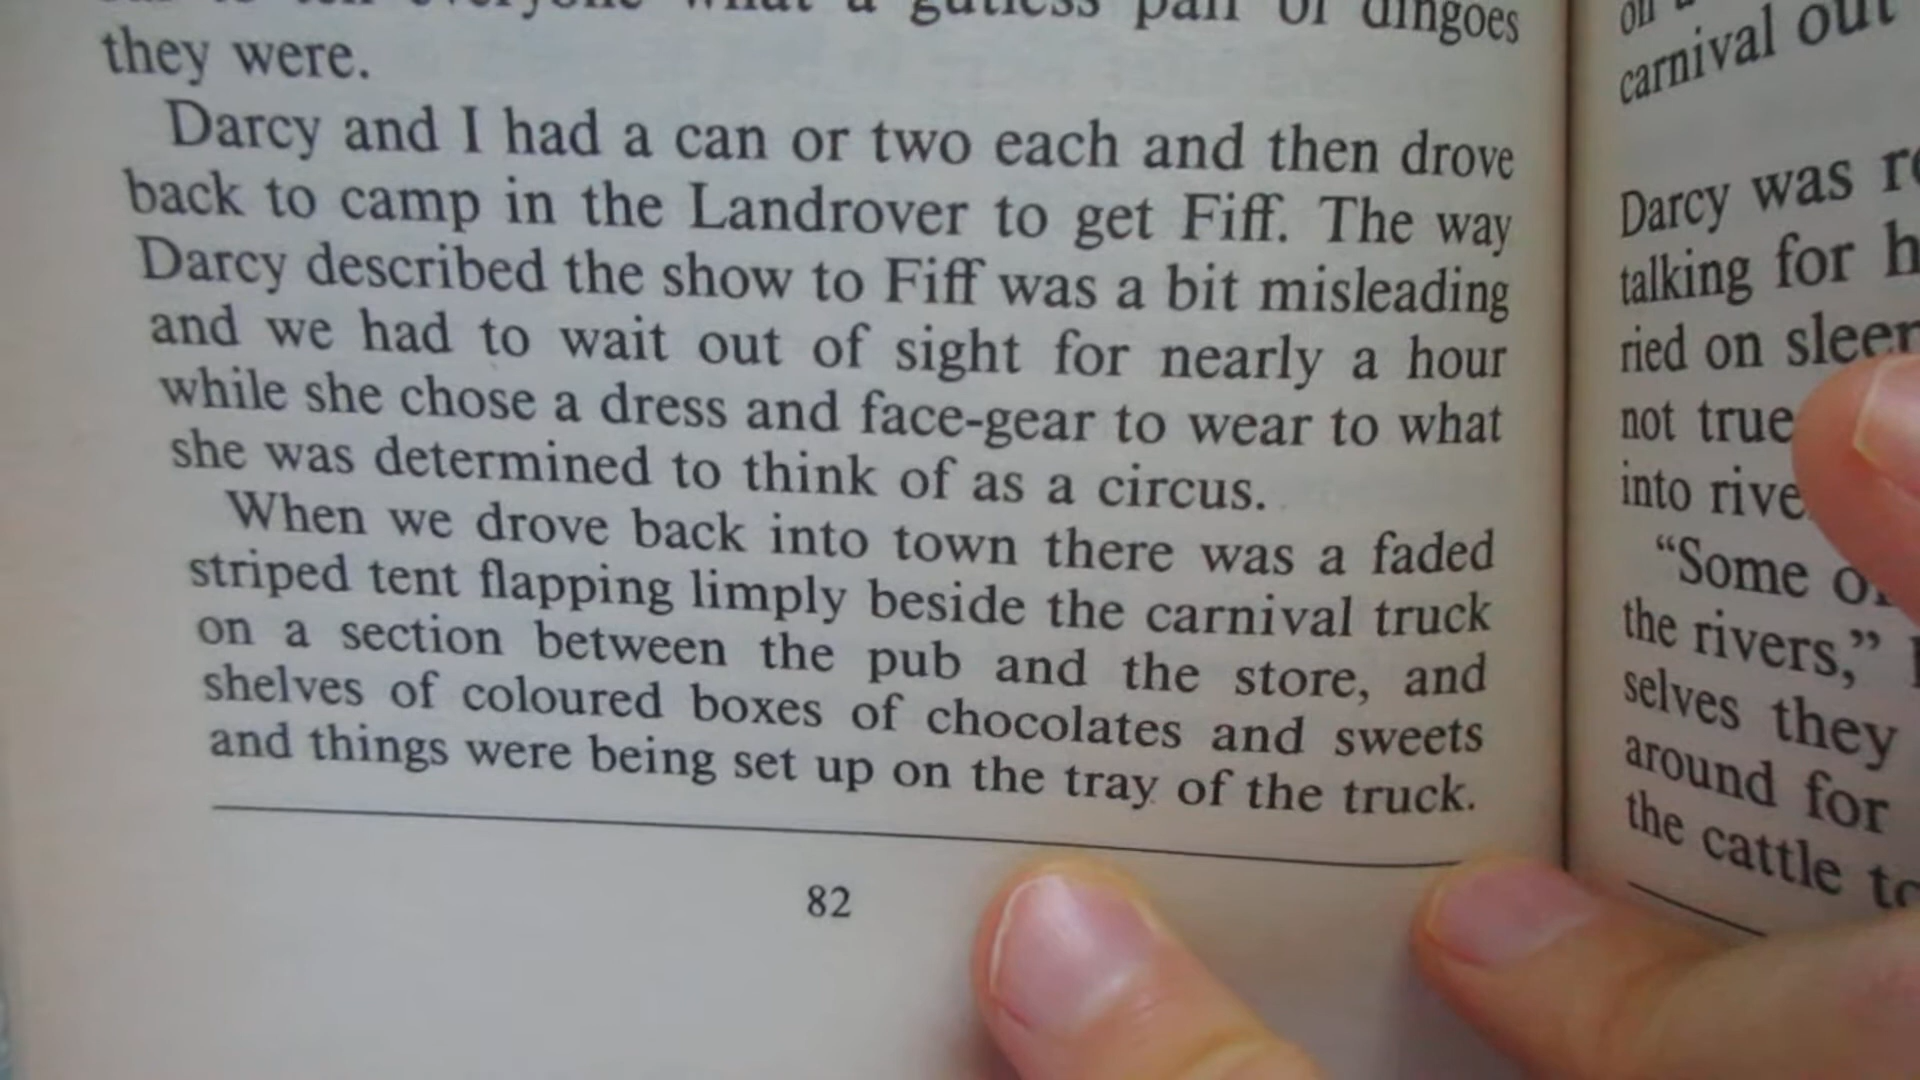 everyone what a gutless pair of dingoes
they were.
Darcy and I had a can or two each and then drove
back to camp in the Landrover to get Fiff. The way
Darcy described the show to Fiff was a bit misleading
and we had to wait out of sight for nearly a hour
while she chose a dress and face-gear to wear to what
she was determined to think of as a circus.
When we drove back into town there was a faded
striped tent flapping limply beside the carnival truck
on a section between the pub and the store, and
shelves of coloured boxes of chocolates and sweets
and things were being set up on the tray of the truck.
82
carnival out
Darcy was
talking for
ried on
not true
into
“Some
the rivers,”
selves they
around for
the cattle